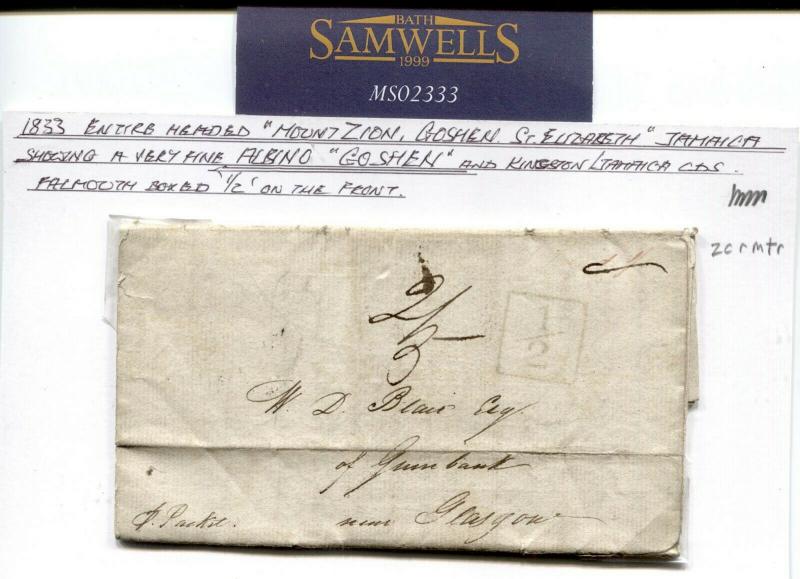 BATH
SAMWELLS
1999
MS02333
1833 ENTIRE HEADED "MOUNT ZION, GOSHEN. ST ELIZABETH" JAMAICA
SHOWING A VERY FINE ALBINO "GOSHEN" AND KINGSTON/JAMAICA CDS.
FALMOUTH BOXED '1/2' ON THE FRONT.
zcrmtr
2/3
1/2
W. D. Blair Esq.
of
near Glasgow
p. Packet.